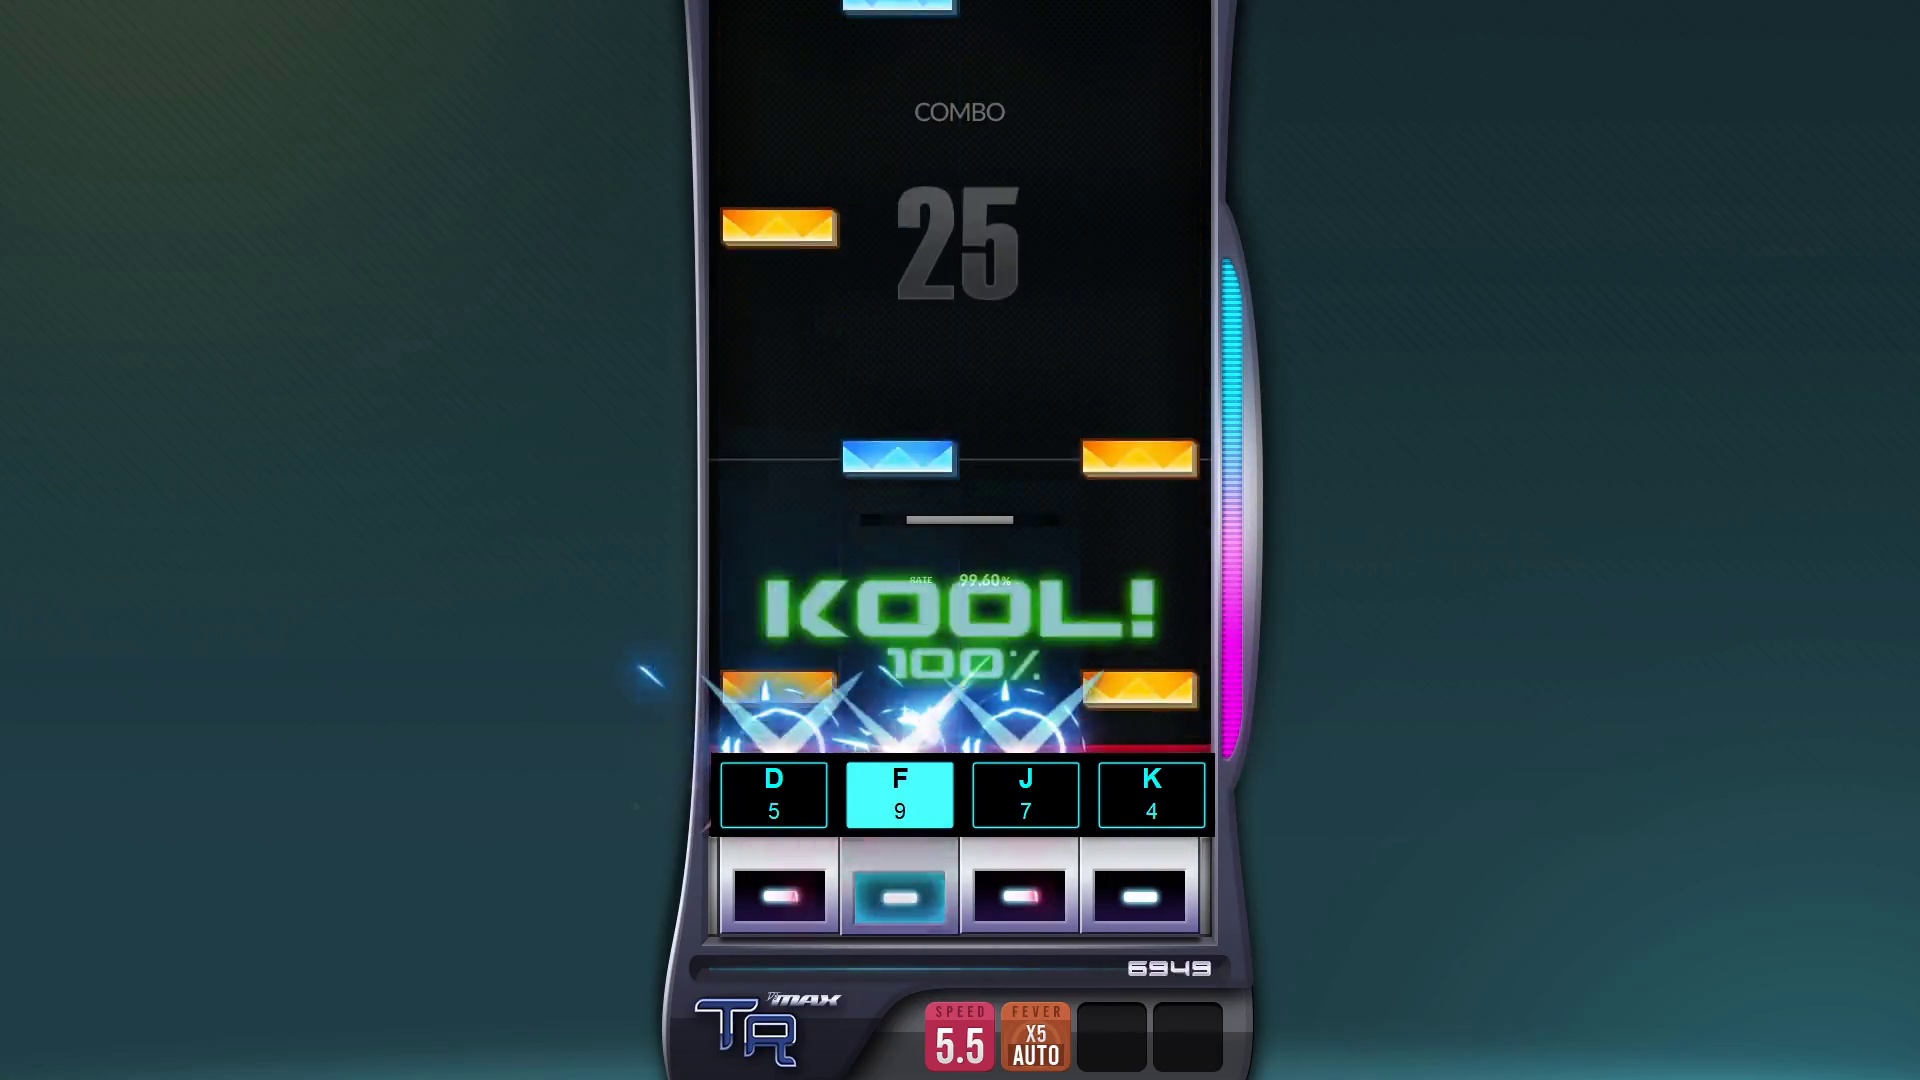 COMBO
25
RATE 99.60%
KOOL!
100%
D F J K
5 9 7 4
6949
MAX
TR
SPEED
5.5
FEVER
X5
AUTO